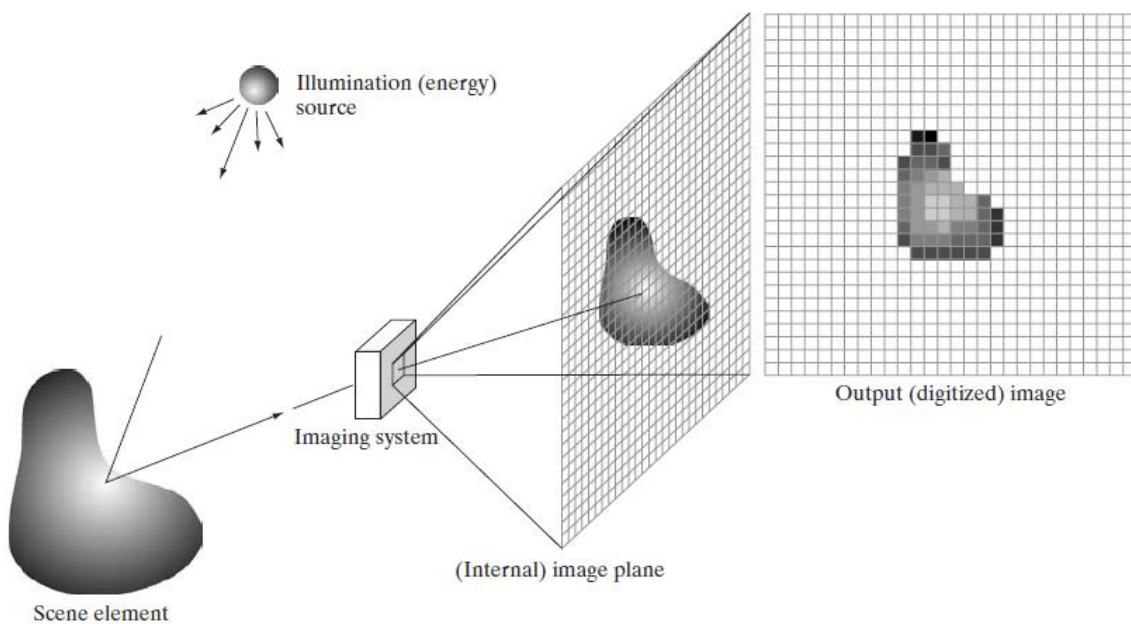 Illumination (energy)
source
Output (digitized) image
Imaging system
(Internal) image plane
Scene element